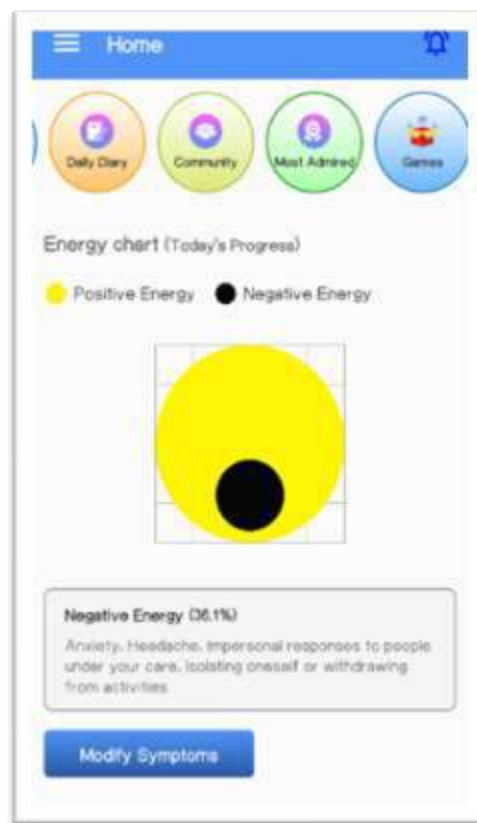 Home
Daily Diary
Community
Most Admired
Games
Energy chart (Today's Progress)
Positive Energy
Negative Energy
Negative Energy (36.1%)
Anxiety, Headache, Impersonal responses to people
under your care, Isolating oneself or withdrawing
from activities
Modify Symptoms